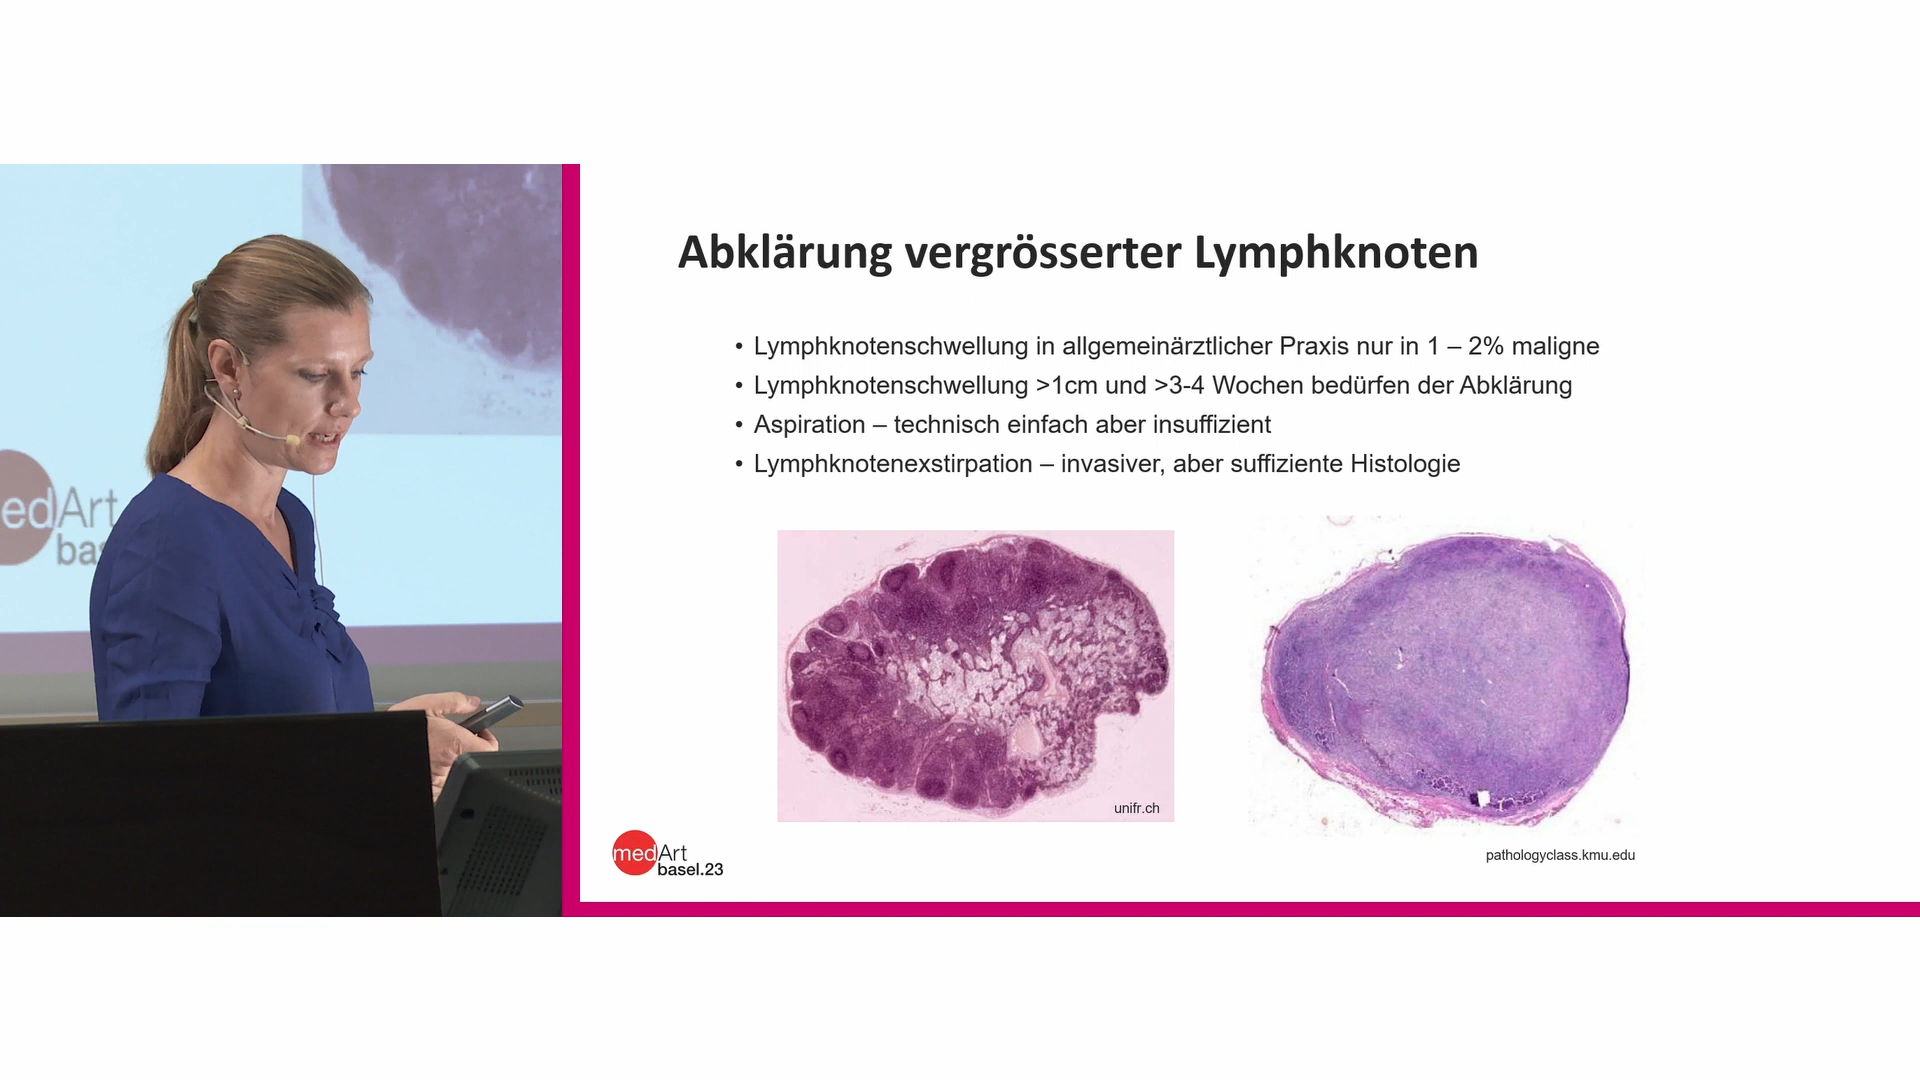 Abklärung vergrösserter Lymphknoten
• Lymphknotenschwellung in allgemeinärztlicher Praxis nur in 1 – 2% maligne
• Lymphknotenschwellung >1cm und >3-4 Wochen bedürfen der Abklärung
• Aspiration – technisch einfach aber insuffizient
• Lymphknotenexstirpation – invasiver, aber suffiziente Histologie
edArt
bas
unifr.ch
medArt
basel.23
pathologyclass.kmu.edu